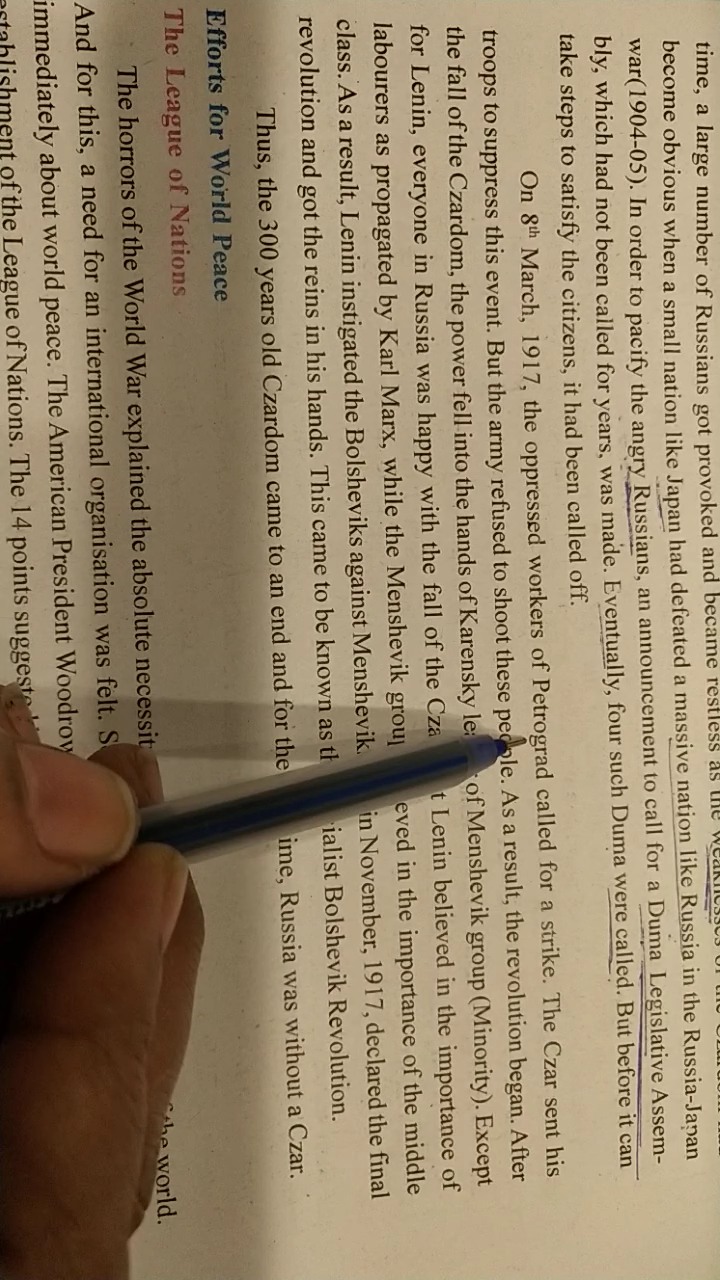 time, a large number of Russians got provoked and became restless as the weaknesses of the
become obvious when a small nation like Japan had defeated a massive nation like Russia in the Russia-Japan
war(1904-05). In order to pacify the angry Russians, an announcement to call for a Duma Legislative Assem-
bly, which had not been called for years, was made. Eventually, four such Duma were called. But before it can
take steps to satisfy the citizens, it had been called off.
On 8th March, 1917, the oppressed workers of Petrograd called for a strike. The Czar sent his
troops to suppress this event. But the army refused to shoot these people. As a result, the revolution began. After
the fall of the Czardom, the power fell into the hands of Karensky of Menshevik group (Minority). Except
for Lenin, everyone in Russia was happy with the fall of the Lenin believed in the importance of
labourers as propagated by Karl Marx, while the Menshevik in the importance of the middle
class. As a result, Lenin instigated the Bolsheviks against Menshevik in November, 1917, declared the final
revolution and got the reins in his hands. This came to be known as Bolshevik Revolution.
Thus, the 300 years old Czardom came to an end and for the Russia was without a Czar.
Efforts for World Peace
The League of Nations
The horrors of the World War explained the absolute of the world.
And for this, a need for an international organisation was felt.
immediately about world peace. The American President
establishment of the League of Nations. The 14 points